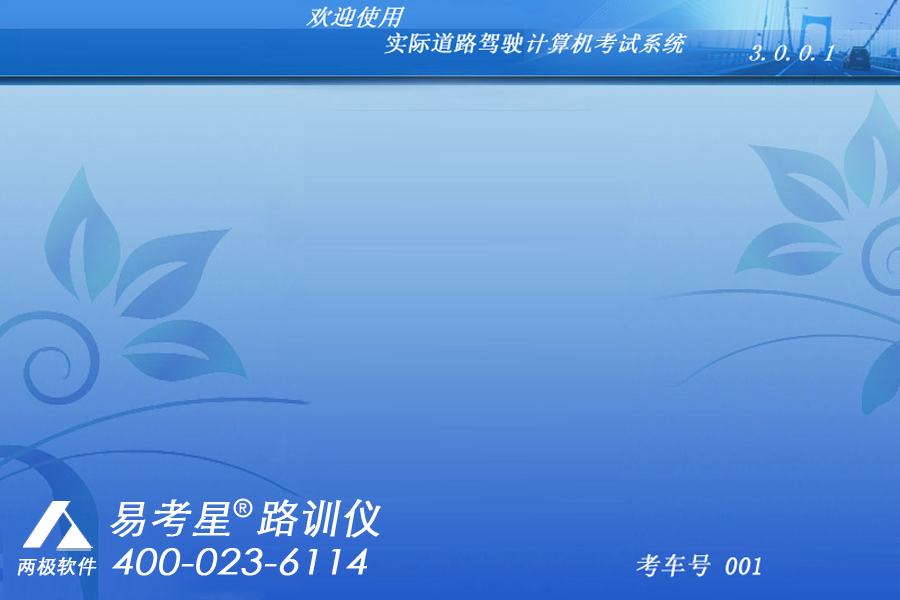 欢迎使用
实际道路驾驶计算机考试系统
3.0.0.1
易考星®路训仪
400-023-6114
两极软件
考车号 001